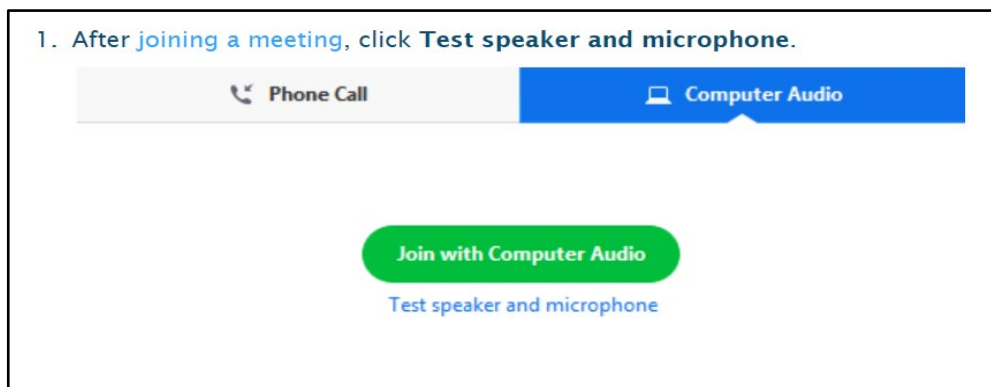 1. After joining a meeting, click Test speaker and microphone.
Phone Call
Computer Audio
Join with Computer Audio
Test speaker and microphone